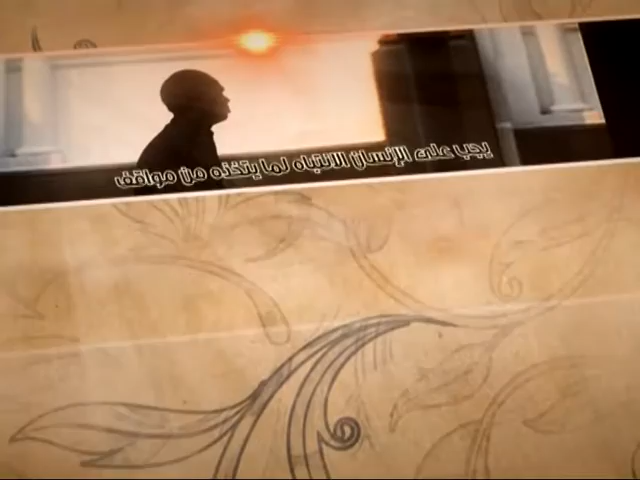 يجب على الإنسان الانتباه لما يتخذه من مواقف